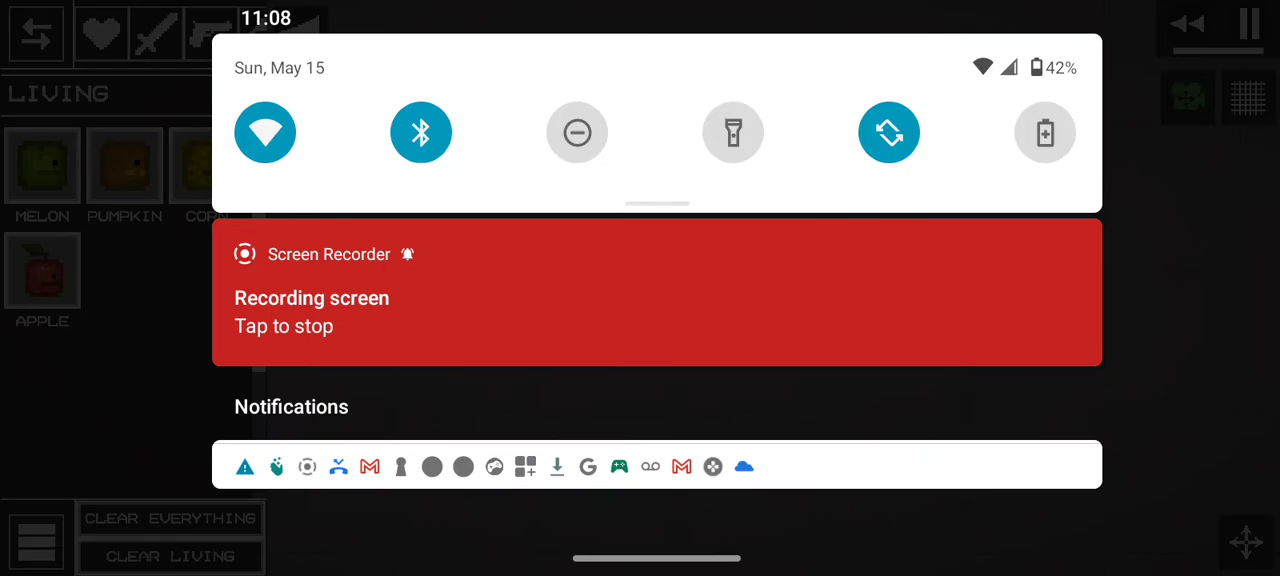 11:08
Sun, May 15
42%
LIVING
MELON
PUMPKIN
CORN
APPLE
Screen Recorder
Recording screen
Tap to stop
Notifications
CLEAR EVERYTHING
CLEAR LIVING